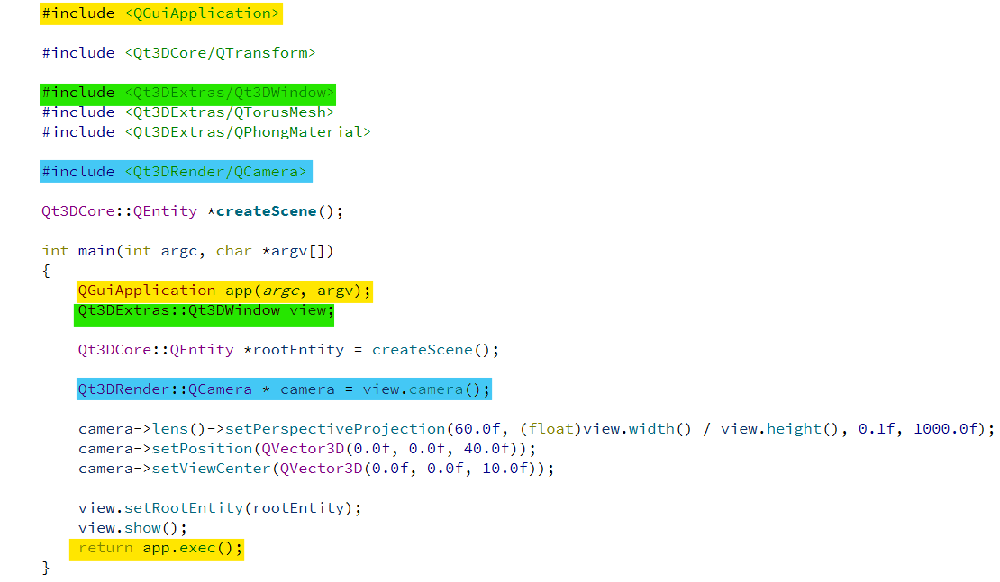 #include <QGuiApplication>
#include <Qt3DCore/QTransform>
#include <Qt3DExtras/Qt3DWindow>
#include <Qt3DExtras/QTorusMesh>
#include <Qt3DExtras/QPhongMaterial>
#include <Qt3DRender/QCamera>
Qt3DCore::QEntity *createScene();
int main(int argc, char *argv[])
{
    QGuiApplication app(argc, argv);
    Qt3DExtras::Qt3DWindow view;
    Qt3DCore::QEntity *rootEntity = createScene();
    Qt3DRender::QCamera * camera = view.camera();
    camera->lens()->setPerspectiveProjection(60.0f, (float)view.width() / view.height(), 0.1f, 1000.0f);
    camera->setPosition(QVector3D(0.0f, 0.0f, 40.0f));
    camera->setViewCenter(QVector3D(0.0f, 0.0f, 10.0f));
    view.setRootEntity(rootEntity);
    view.show();
    return app.exec();
}